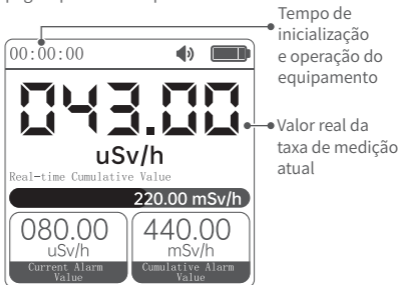 Tempo de
inicialização
e operação do
equipamento
00:00:00
043.00
Valor real da
taxa de medição
atual
uSv/h
Real-time Cumulative Value
220.00 mSv/h
080.00
uSv/h
Current Alarm
Value
440.00
mSv/h
Cumulative Alarm
Value